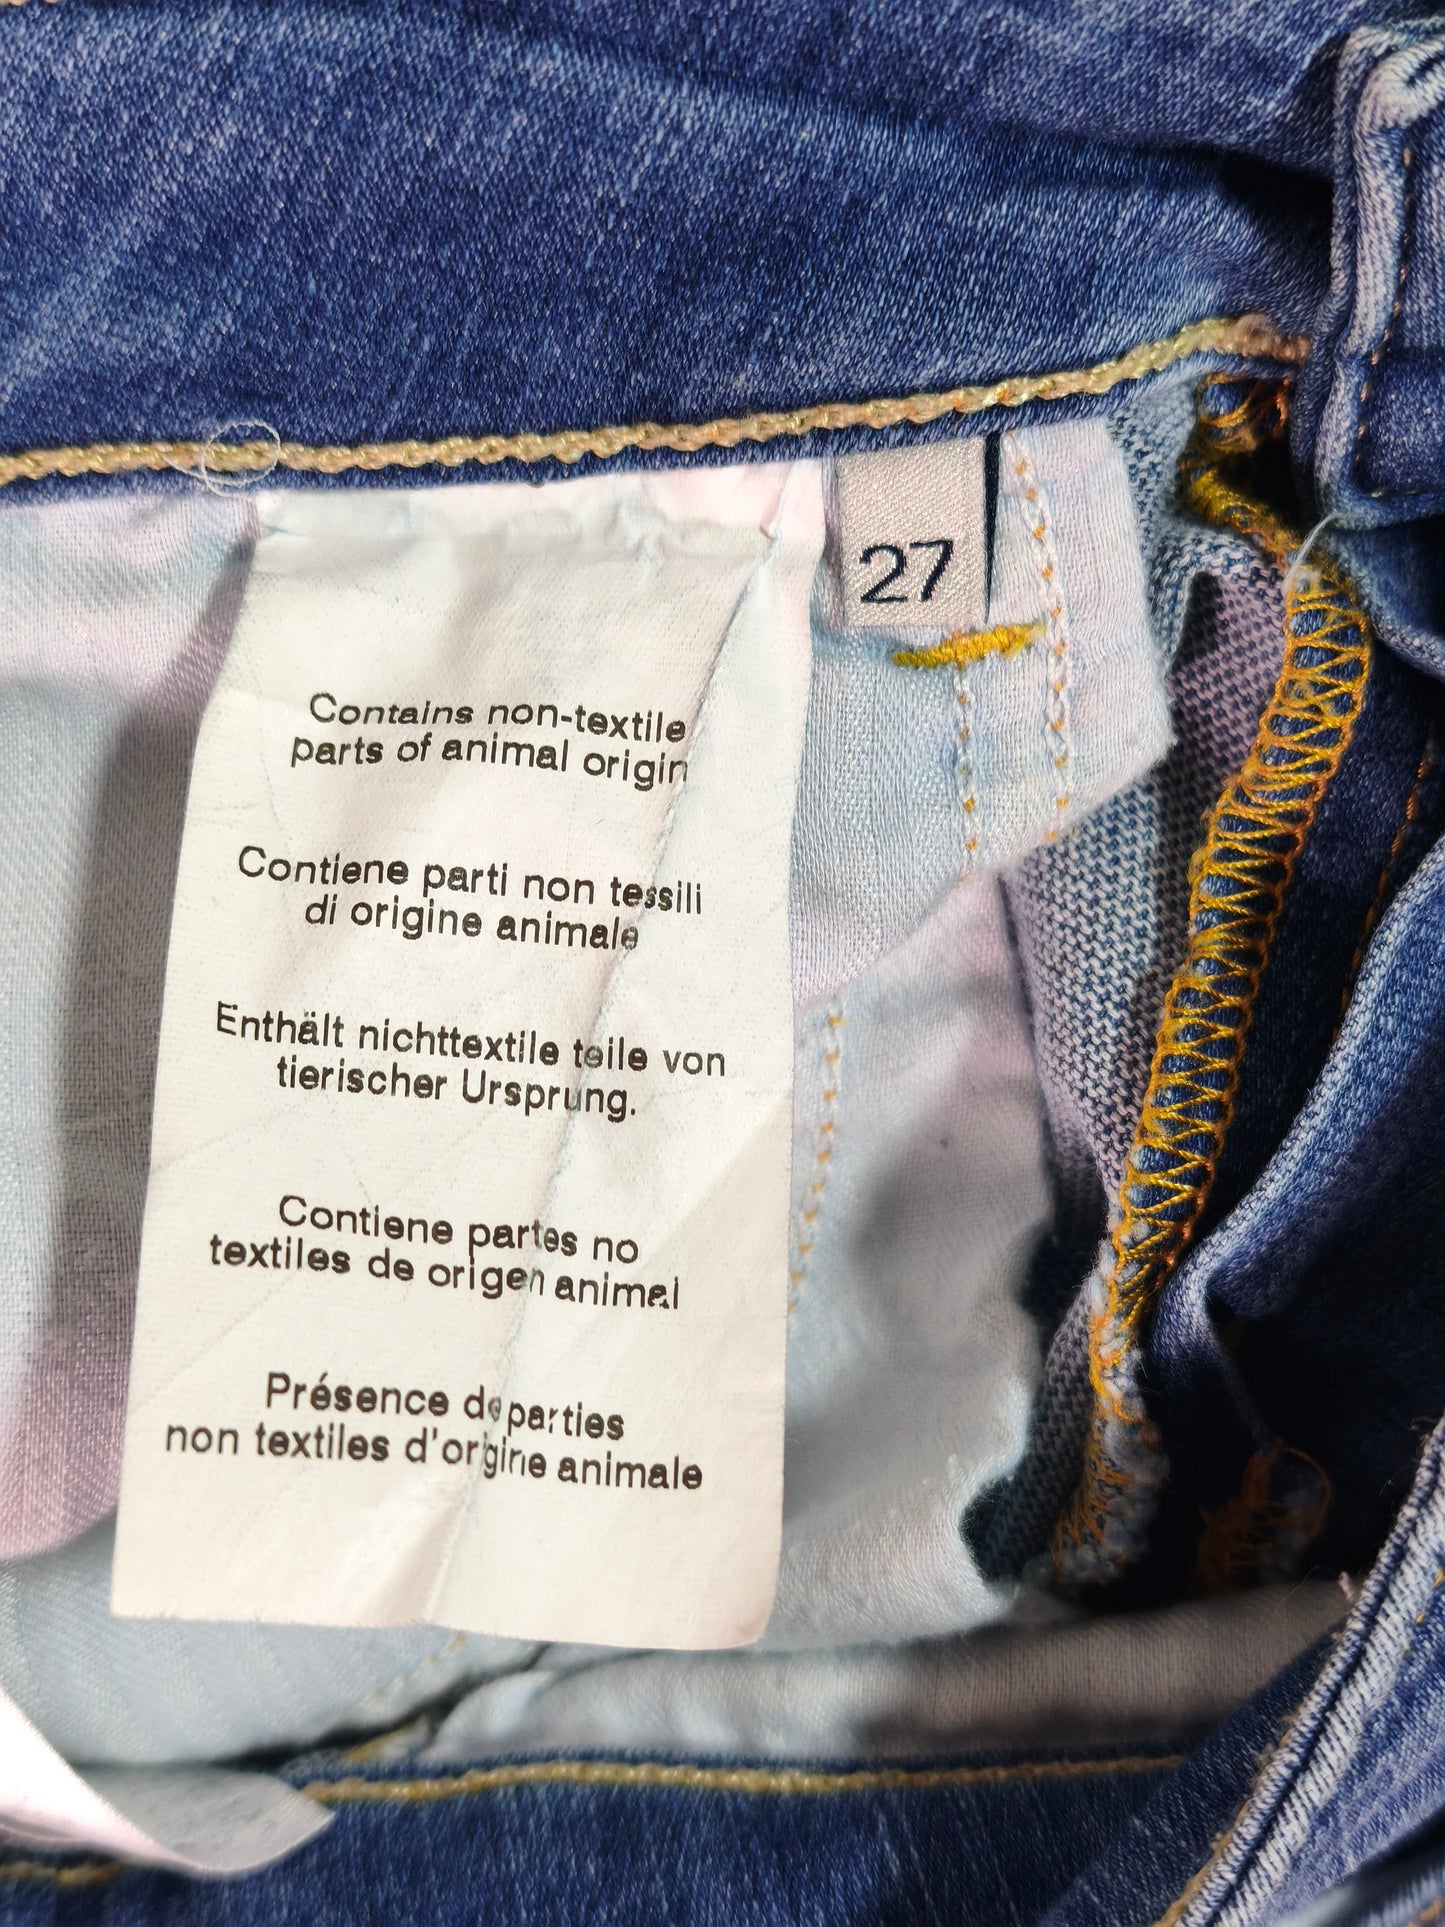 27
Contains non-textile
parts of animal origin
Contiene parti non tessili
di origine animale
Enthält nichttextile teile von
tierischer Ursprung.
Contiene partes no
textiles de origen animal
Présence de parties
non textiles d'origine animale